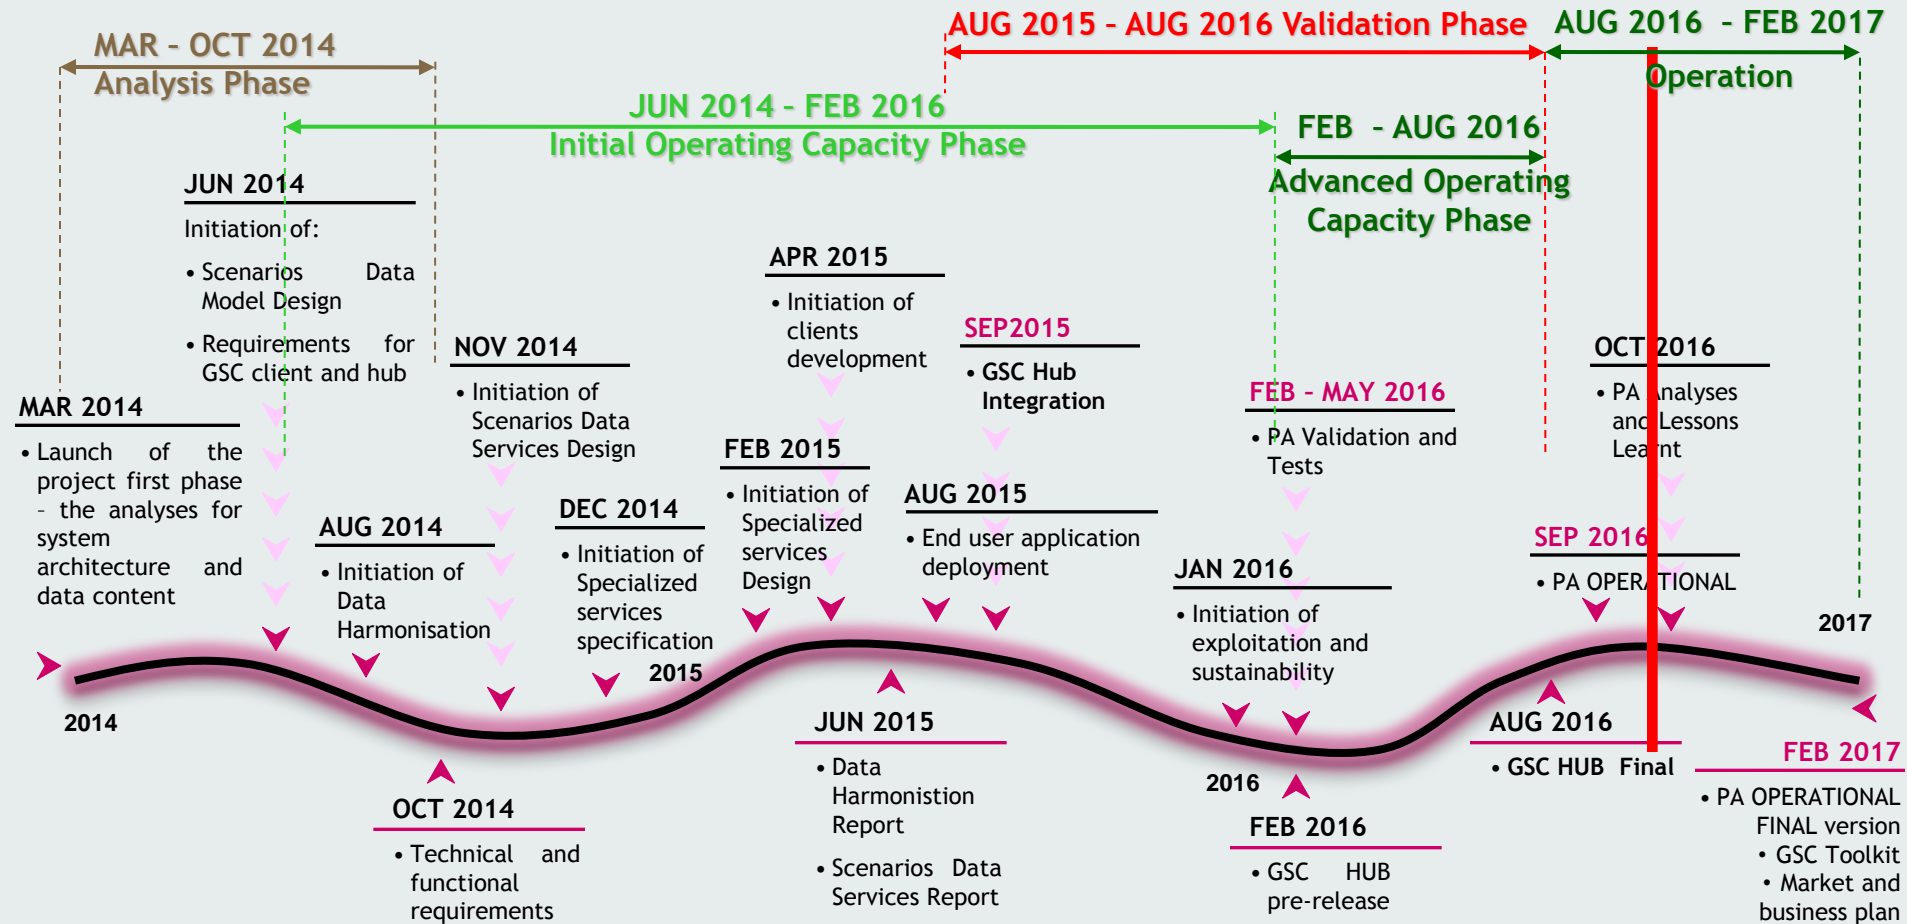 MAR – OCT 2014
Analysis Phase
JUN 2014 – FEB 2016
Initial Operating Capacity Phase
AUG 2015 – AUG 2016 Validation Phase
FEB – AUG 2016
Advanced Operating
Capacity Phase
AUG 2016 – FEB 2017
Operation
MAR 2014
• Launch of the
project first phase
– the analyses for
system
architecture and
data content
JUN 2014
Initiation of:
• Scenarios Data
Model Design
• Requirements for
GSC client and hub
AUG 2014
• Initiation of
Data
Harmonisation
NOV 2014
• Initiation of
Scenarios Data
Services Design
DEC 2014
• Initiation of
Specialized
services
specification
FEB 2015
• Initiation of
Specialized
services
Design
APR 2015
• Initiation of
clients
development
AUG 2015
• End user application
deployment
SEP2015
• GSC Hub
Integration
JAN 2016
• Initiation of
exploitation and
sustainability
FEB – MAY 2016
• PA Validation and
Tests
SEP 2016
• PA OPERATIONAL
OCT 2016
• PA Analyses
and Lessons
Learnt
2014
2015
2016
2017
OCT 2014
• Technical and
functional
requirements
JUN 2015
• Data
Harmonistion
Report
• Scenarios Data
Services Report
FEB 2016
• GSC HUB
pre-release
AUG 2016
• GSC HUB Final
FEB 2017
• PA OPERATIONAL
FINAL version
• GSC Toolkit
• Market and
business plan